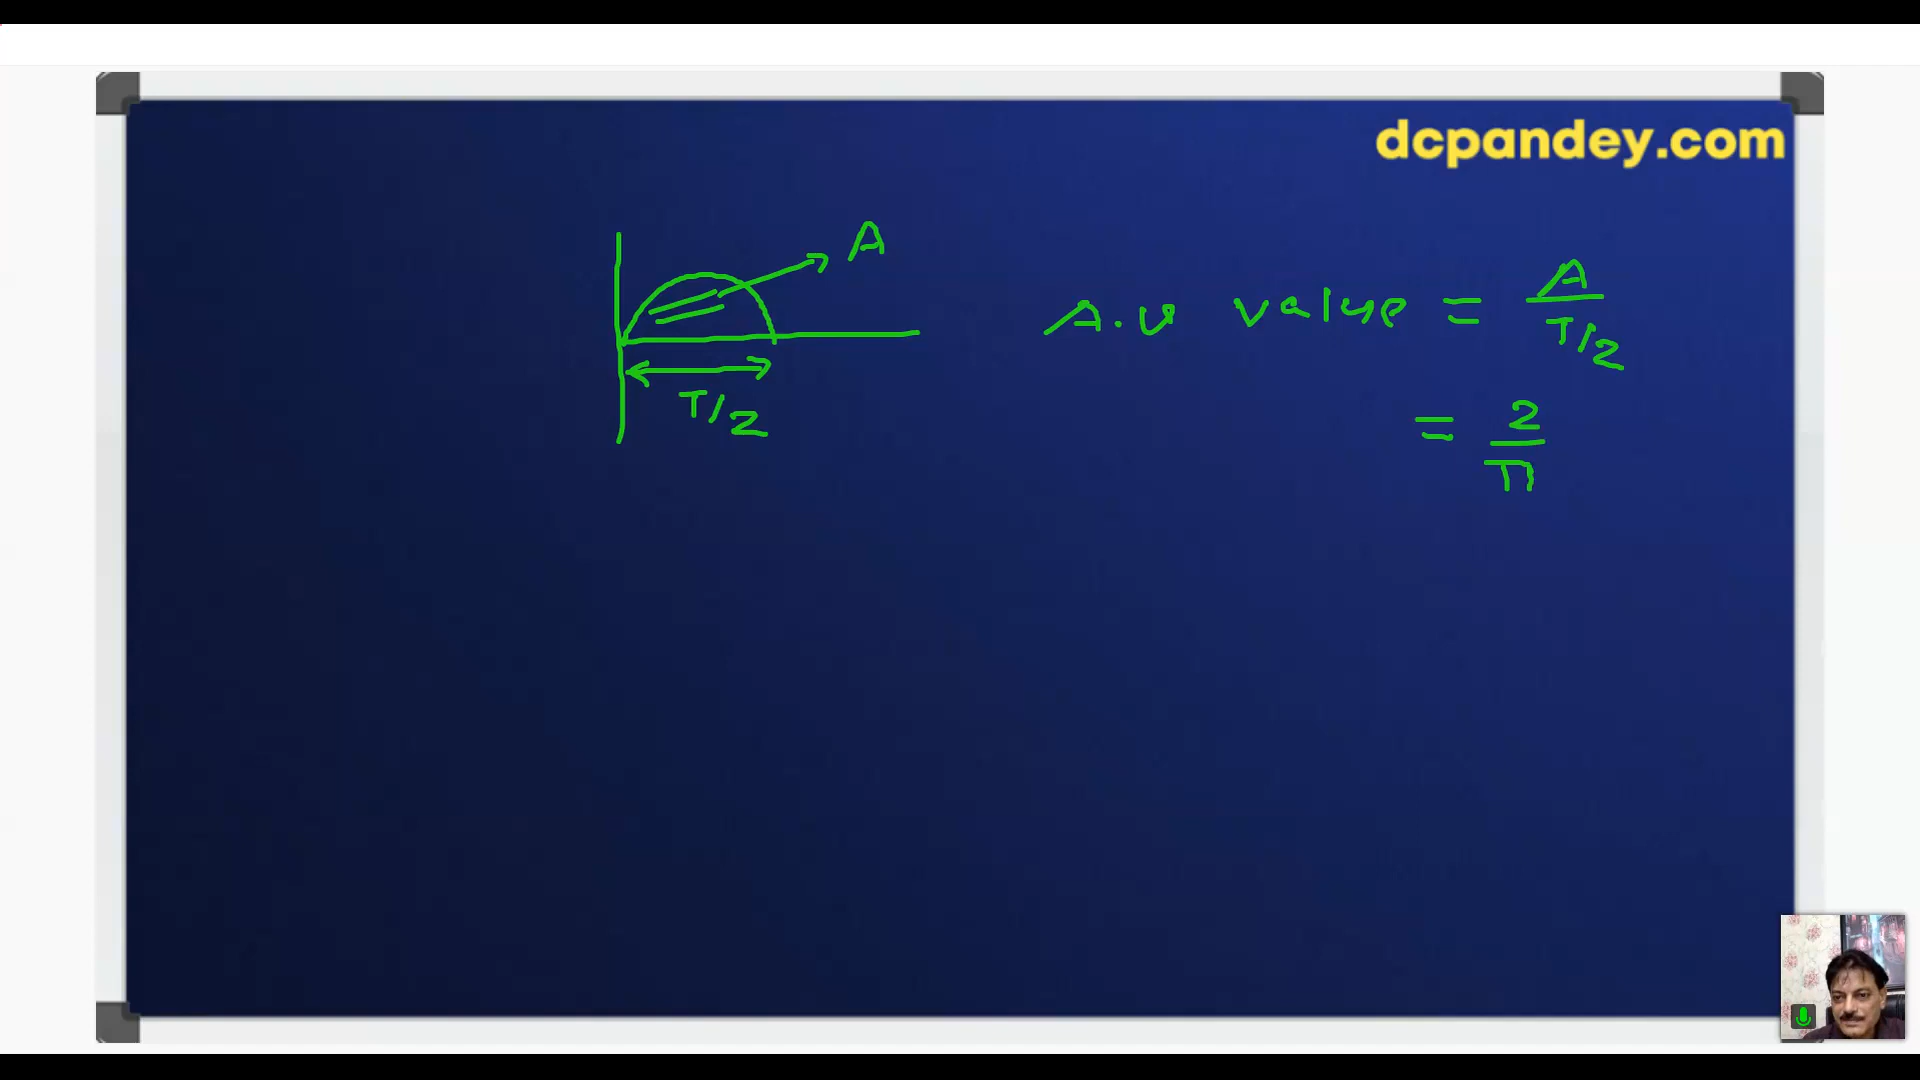 dcpandey.com
A
T/2
A.V value = A / T/2
= 2/π